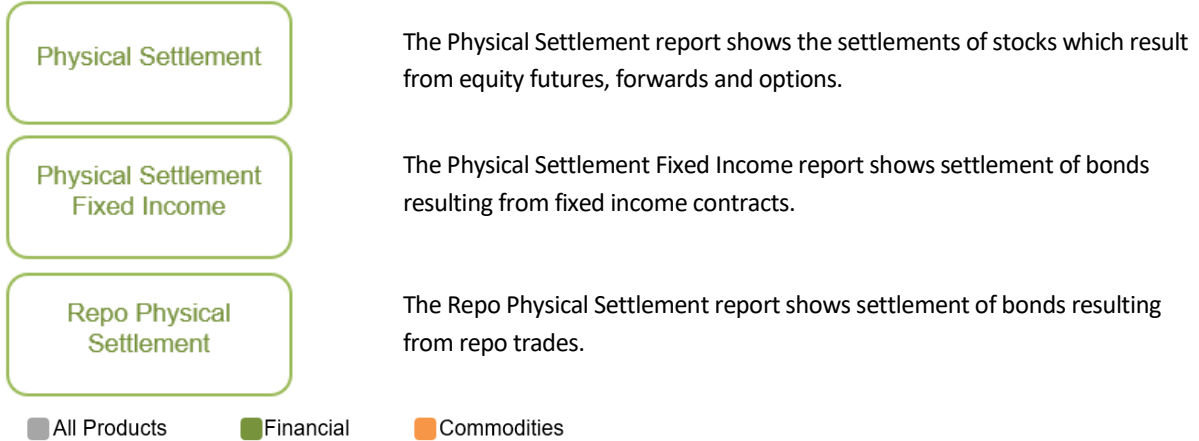 Physical Settlement
The Physical Settlement report shows the settlements of stocks which result
from equity futures, forwards and options.
Physical Settlement
Fixed Income
The Physical Settlement Fixed Income report shows settlement of bonds
resulting from fixed income contracts.
Repo Physical
Settlement
The Repo Physical Settlement report shows settlement of bonds resulting
from repo trades.
All Products Financial Commodities